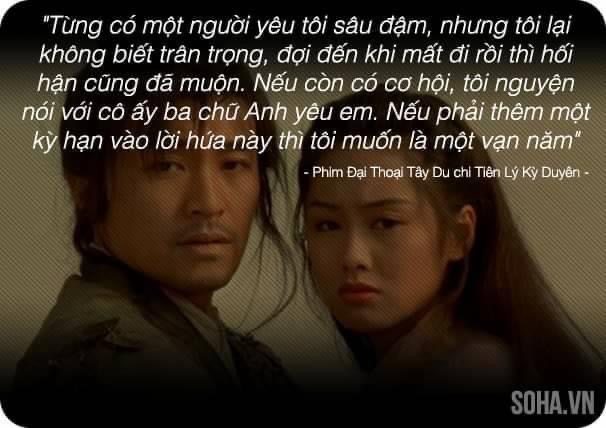 "Từng có một người yêu tôi sâu đậm, nhưng tôi lại
không biết trân trọng, đợi đến khi mất đi rồi thì hối
hận cũng đã muộn. Nếu còn có cơ hội, tôi nguyện
nói với cô ấy ba chữ Anh yêu em. Nếu phải thêm một
kỳ hạn vào lời hứa này thì tôi muốn là một vạn năm"
- Phim Đại Thoại Tây Du chi Tiên Lý Kỳ Duyên -
SOHA.VN